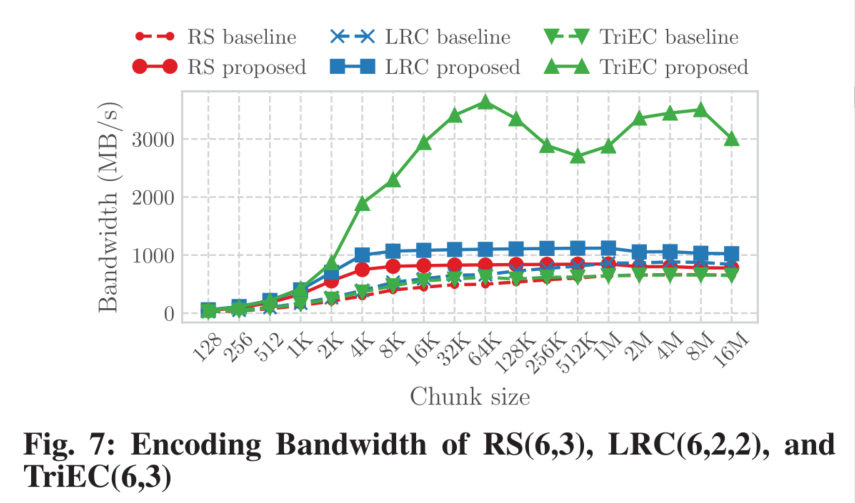 RS baseline LRC baseline TriEC baseline
RS proposed LRC proposed TriEC proposed
Bandwidth (MB/s)
3000
2000
1000
0
128 256 512 1K 2K 4K 8K 16K 32K 64K 128K 256K 512K 1M 2M 4M 8M 16M
Chunk size
Fig. 7: Encoding Bandwidth of RS(6,3), LRC(6,2,2), and
TriEC(6,3)